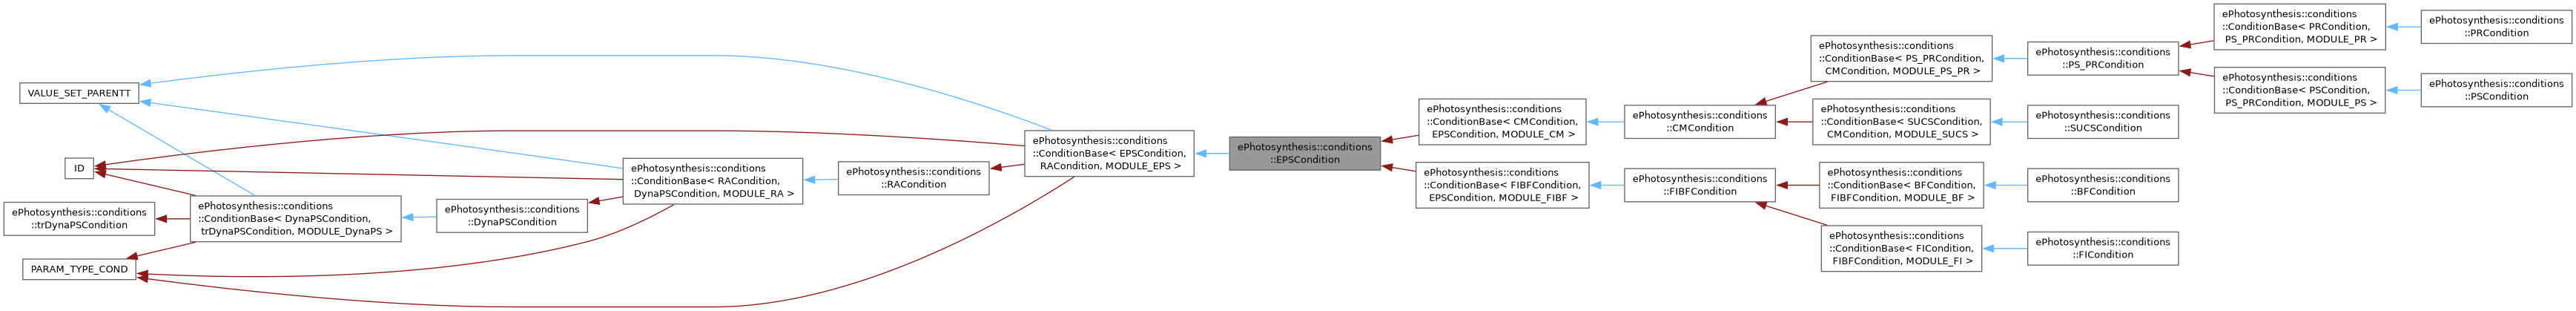 VALUE_SET_PARENTT
ID
ePhotosynthesis::conditions
::trDynaPSCondition
PARAM_TYPE_COND
ePhotosynthesis::conditions
::ConditionBase< DynaPSCondition,
trDynaPSCondition, MODULE_DynaPS >
ePhotosynthesis::conditions
::DynaPSCondition
ePhotosynthesis::conditions
::ConditionBase< RACondition,
DynaPSCondition, MODULE_RA >
ePhotosynthesis::conditions
::RACondition
ePhotosynthesis::conditions
::ConditionBase< EPSCondition,
RACondition, MODULE_EPS >
ePhotosynthesis::conditions
::EPSCondition
ePhotosynthesis::conditions
::ConditionBase< CMCondition,
EPSCondition, MODULE_CM >
ePhotosynthesis::conditions
::ConditionBase< FIBFCondition,
EPSCondition, MODULE_FIBF >
ePhotosynthesis::conditions
::CMCondition
ePhotosynthesis::conditions
::FIBFCondition
ePhotosynthesis::conditions
::ConditionBase< PS_PRCondition,
CMCondition, MODULE_PS_PR >
ePhotosynthesis::conditions
::ConditionBase< SUCSCondition,
CMCondition, MODULE_SUCS >
ePhotosynthesis::conditions
::ConditionBase< BFCondition,
FIBFCondition, MODULE_BF >
ePhotosynthesis::conditions
::ConditionBase< FICondition,
FIBFCondition, MODULE_FI >
ePhotosynthesis::conditions
::PS_PRCondition
ePhotosynthesis::conditions
::SUCSCondition
ePhotosynthesis::conditions
::BFCondition
ePhotosynthesis::conditions
::FICondition
ePhotosynthesis::conditions
::ConditionBase< PRCondition,
PS_PRCondition, MODULE_PR >
ePhotosynthesis::conditions
::ConditionBase< PSCondition,
PS_PRCondition, MODULE_PS >
ePhotosynthesis::conditions
::PRCondition
ePhotosynthesis::conditions
::PSCondition